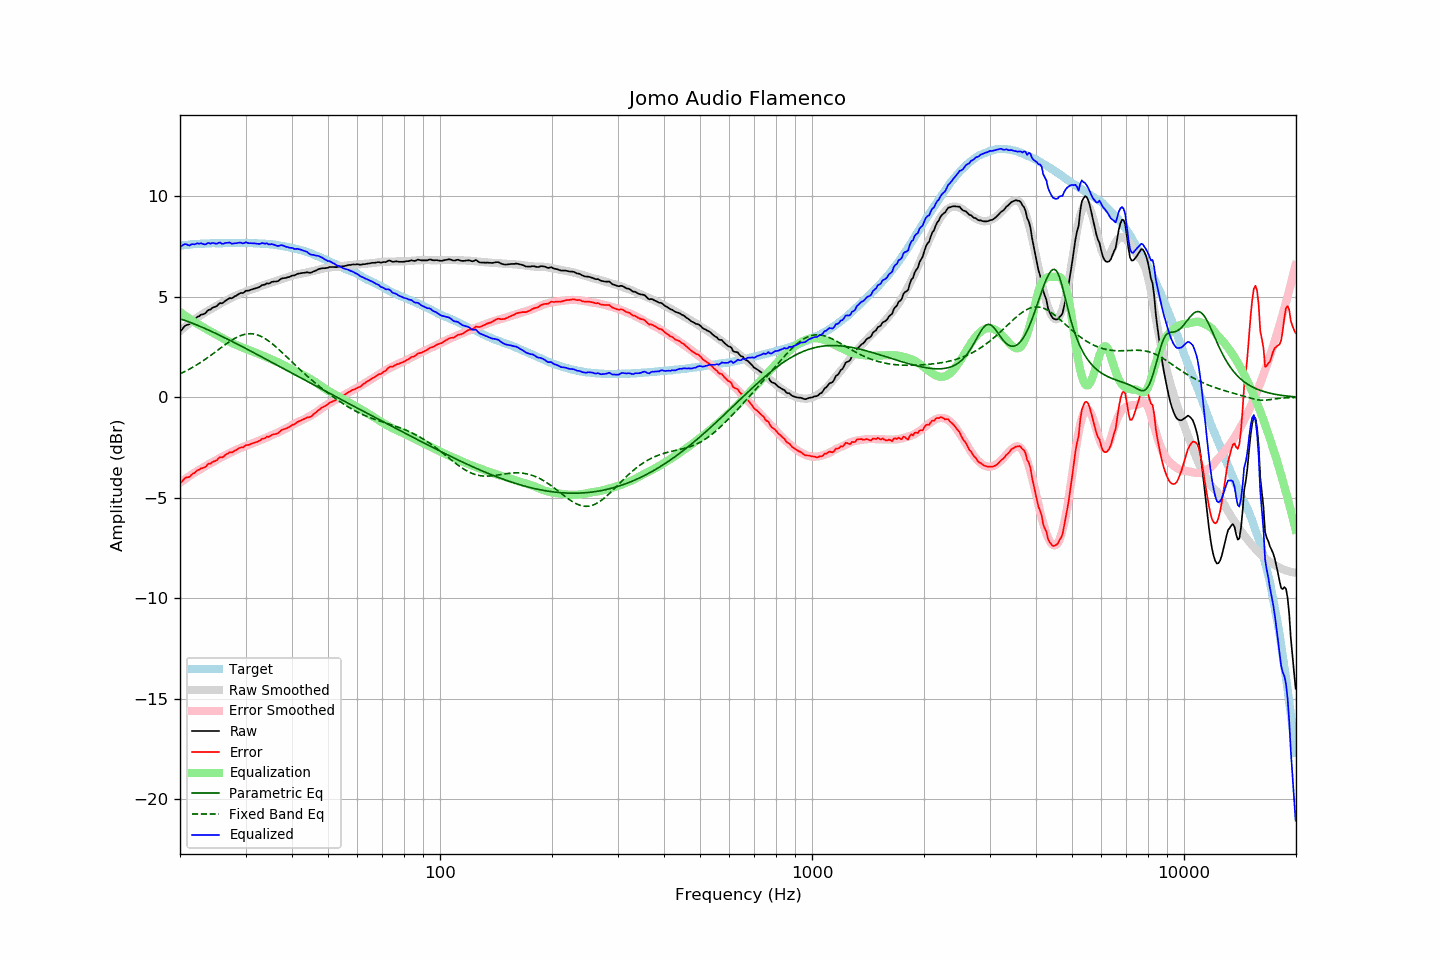 Jomo Audio Flamenco
Amplitude (dBr)
10
5
0
−5
−10
−15
−20
Target
Raw Smoothed
Error Smoothed
Raw
Error
Equalization
Parametric Eq
Fixed Band Eq
Equalized
100 1000 10000
Frequency (Hz)